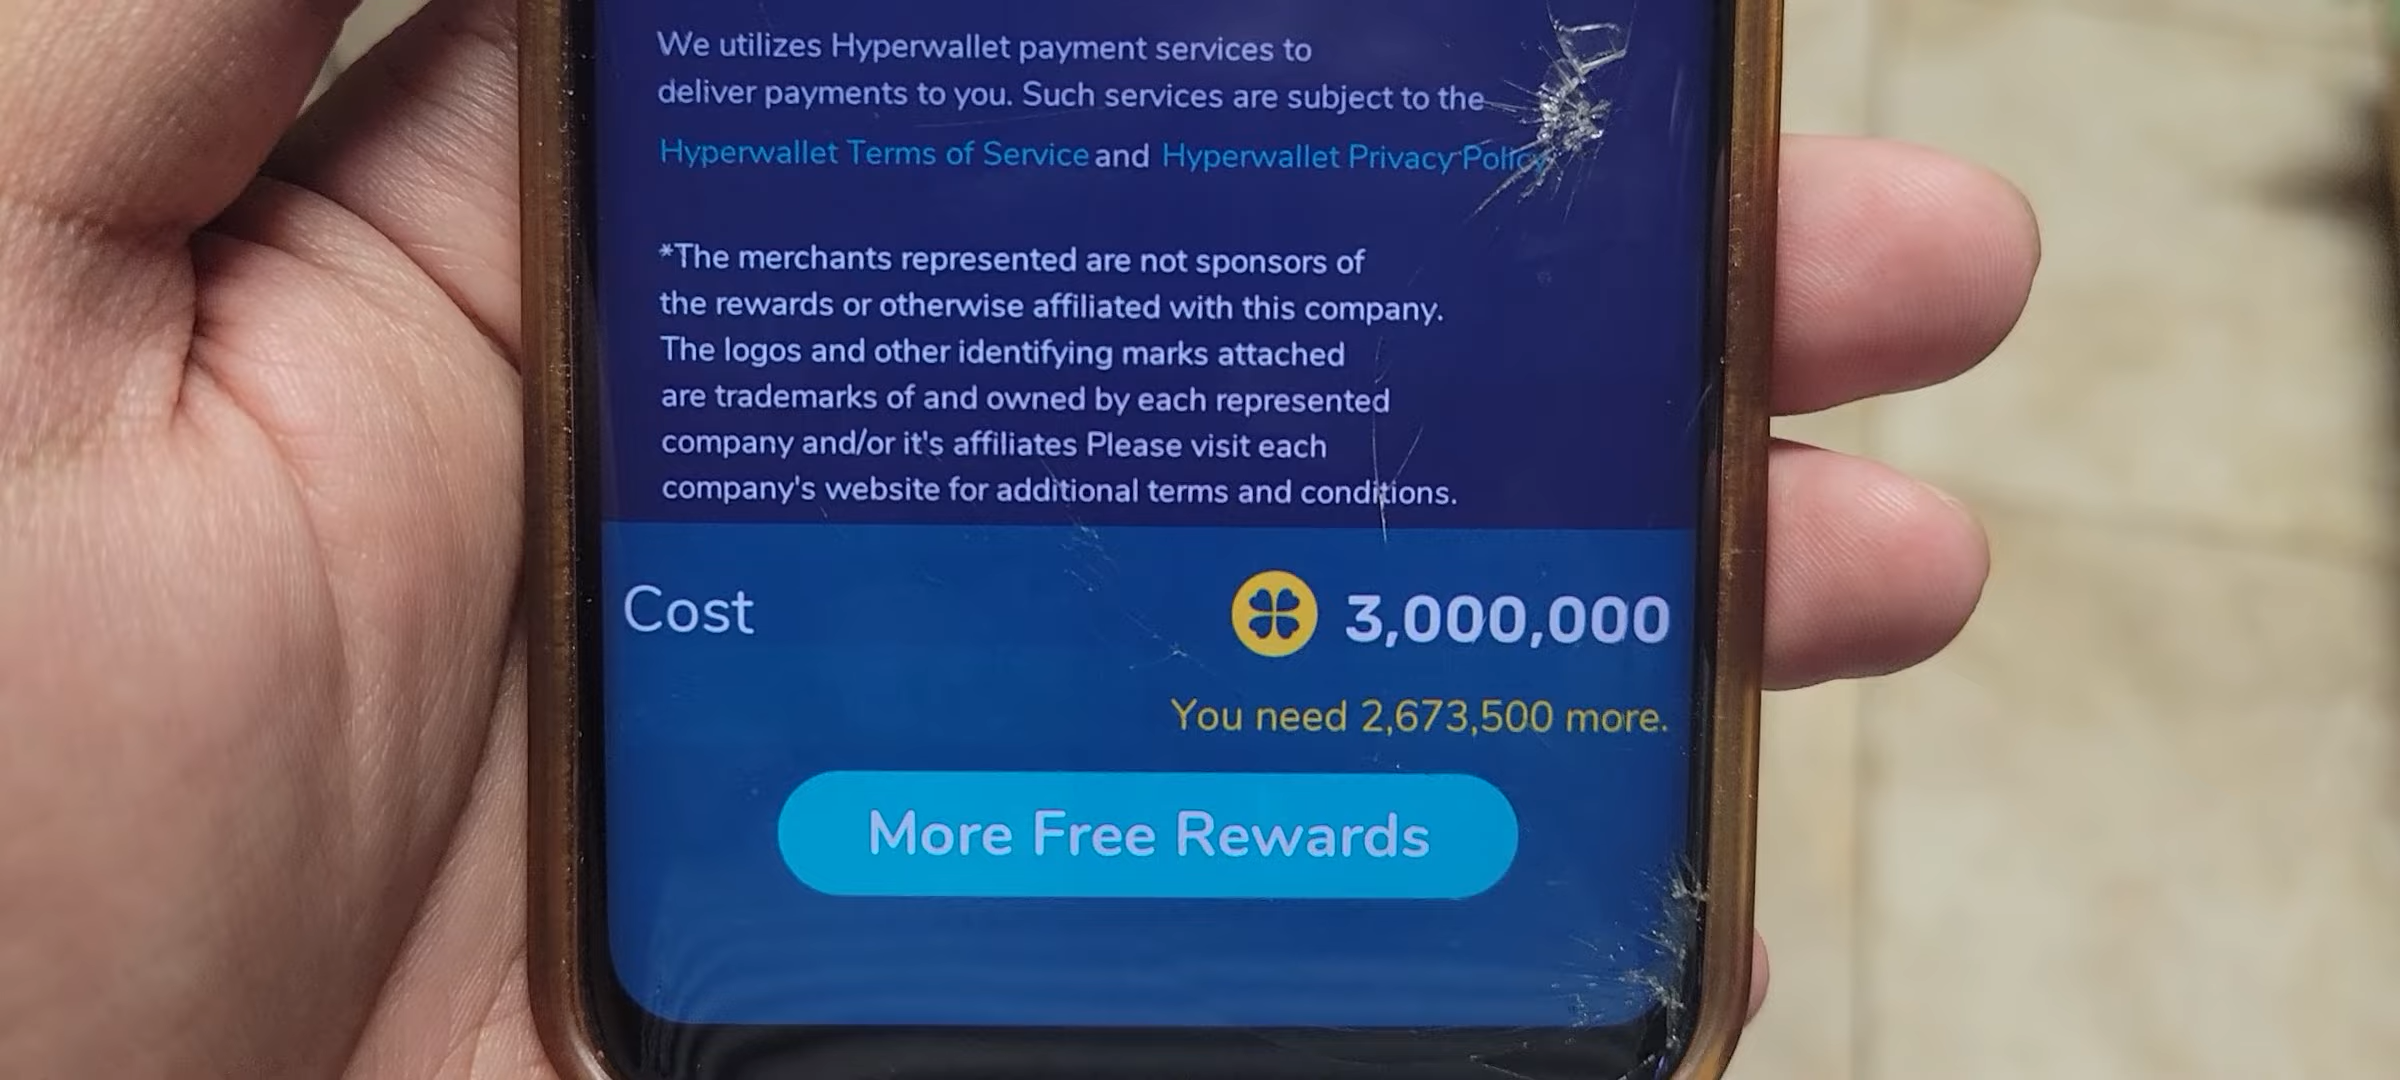 We utilizes Hyperwallet payment services to
deliver payments to you. Such services are subject to the
Hyperwallet Terms of Service and Hyperwallet Privacy Policy
*The merchants represented are not sponsors of
the rewards or otherwise affiliated with this company.
The logos and other identifying marks attached
are trademarks of and owned by each represented
company and/or it's affiliates Please visit each
company's website for additional terms and conditions.
Cost 3,000,000
You need 2,673,500 more.
More Free Rewards